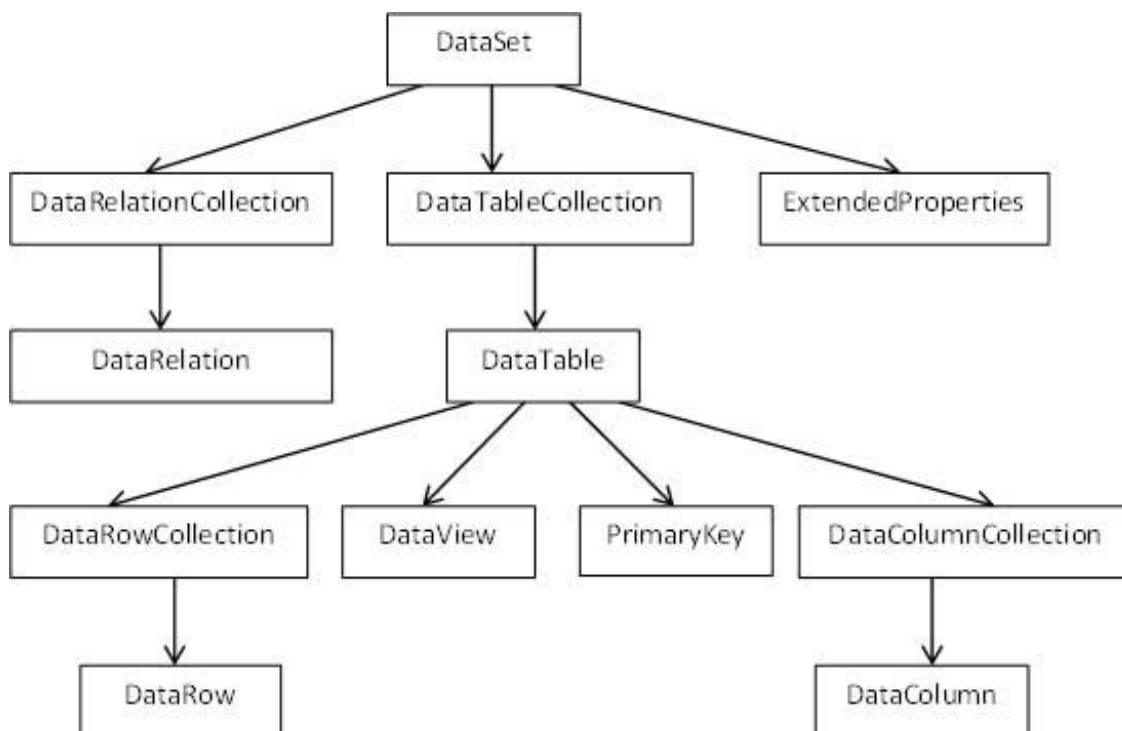 DataSet
DataRelationCollection
DataTableCollection
ExtendedProperties
DataRelation
DataTable
DataRowCollection
DataView
PrimaryKey
DataColumnCollection
DataRow
DataColumn